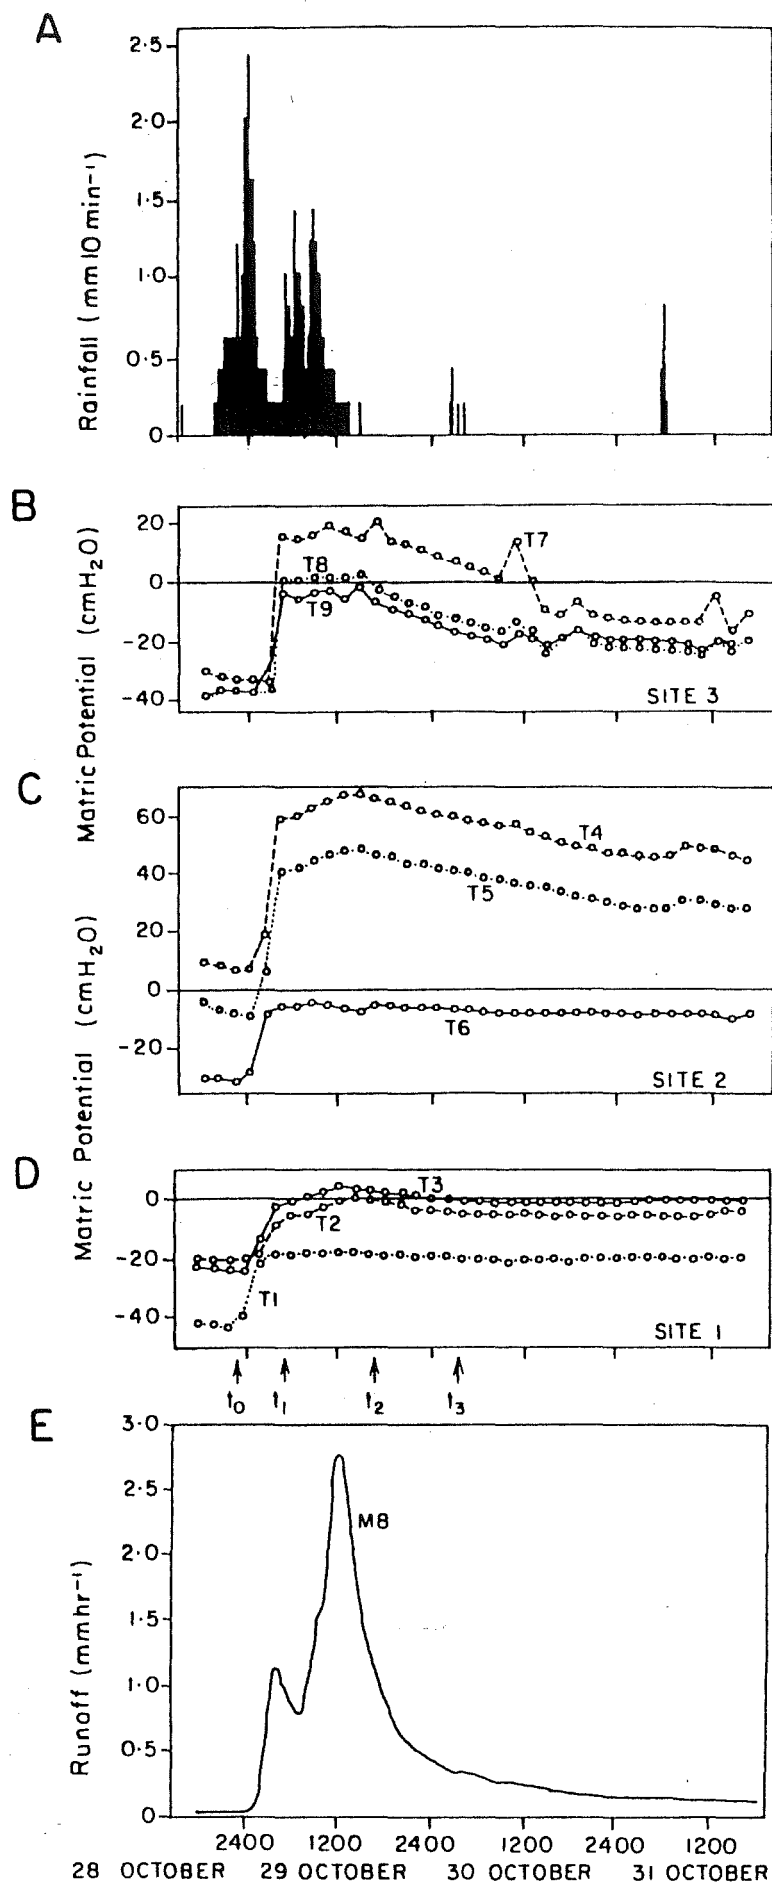 A
2·5
2·0
1·5
1·0
0·5
0
Rainfall (mm 10 min⁻¹)
B
20
0
-20
-40
Matric Potential (cmH₂O)
T7
T8
T9
SITE 3
C
60
40
20
0
-20
Matric Potential (cmH₂O)
T4
T5
T6
SITE 2
D
0
-20
-40
T3
T2
T1
SITE 1
t₀ t₁ t₂ t₃
E
3·0
2·5
2·0
1·5
1·0
0·5
0
Runoff (mm hr⁻¹)
M8
2400 1200 2400 1200 2400 1200
28 OCTOBER 29 OCTOBER 30 OCTOBER 31 OCTOBER